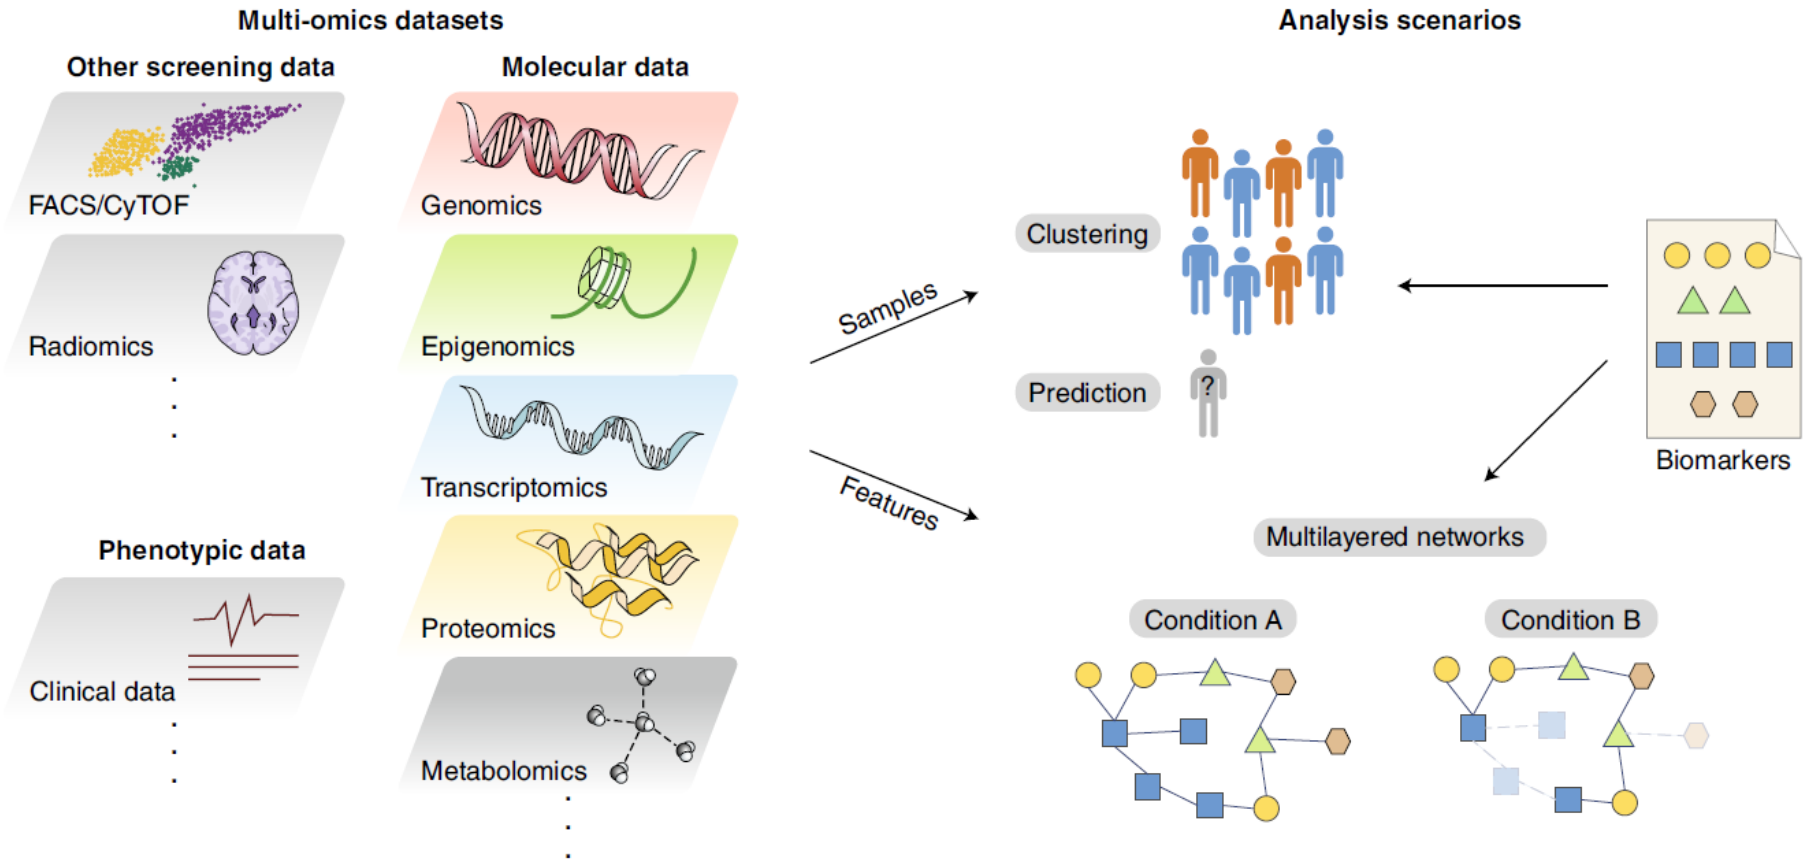 Multi-omics datasets
Other screening data
FACS/CyTOF
Radiomics
Phenotypic data
Clinical data
Molecular data
Genomics
Epigenomics
Transcriptomics
Proteomics
Metabolomics
Samples
Features
Analysis scenarios
Clustering
Prediction
?
Biomarkers
Multilayered networks
Condition A
Condition B